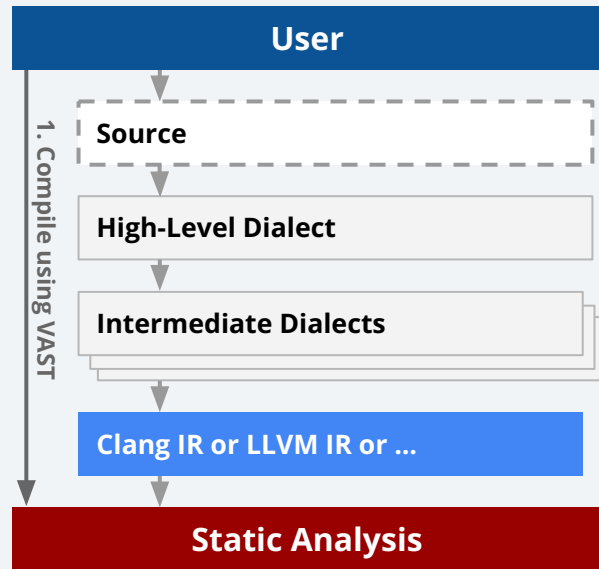 User
1. Compile using VAST
Source
High-Level Dialect
Intermediate Dialects
Clang IR or LLVM IR or ...
Static Analysis